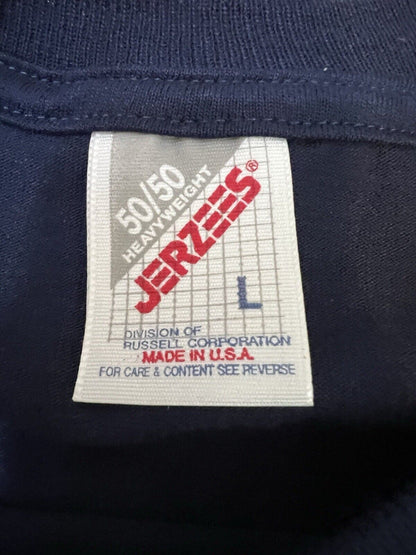 50/50
HEAVYWEIGHT
JERZEES®
L
DIVISION OF
RUSSELL CORPORATION
MADE IN U.S.A.
FOR CARE & CONTENT SEE REVERSE